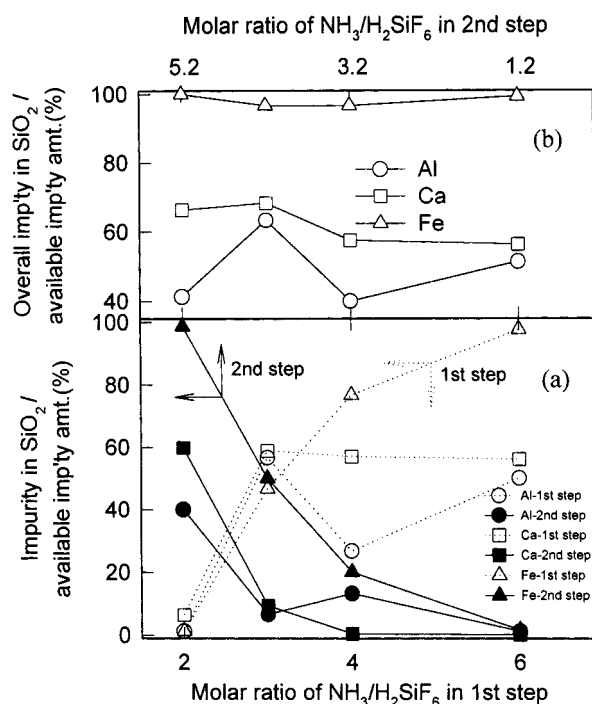 Molar ratio of NH3/H2SiF6 in 2nd step
5.2 3.2 1.2
Overall imp'ty in SiO2/
available imp'ty amt.(%)
100
80
60
40
(b)
Al
Ca
Fe
Impurity in SiO2/
available imp'ty amt.(%)
100
80
60
40
20
0
2nd step
1st step
(a)
Al-1st step
Al-2nd step
Ca-1st step
Ca-2nd step
Fe-1st step
Fe-2nd step
2 4 6
Molar ratio of NH3/H2SiF6 in 1st step